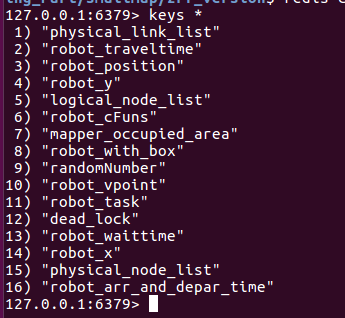 127.0.0.1:6379> keys *
1) "physical_link_list"
2) "robot_traveltime"
3) "robot_position"
4) "robot_y"
5) "logical_node_list"
6) "robot_cFuns"
7) "mapper_occupied_area"
8) "robot_with_box"
9) "randomNumber"
10) "robot_vpoint"
11) "robot_task"
12) "dead_lock"
13) "robot_waittime"
14) "robot_x"
15) "physical_node_list"
16) "robot_arr_and_depar_time"
127.0.0.1:6379>